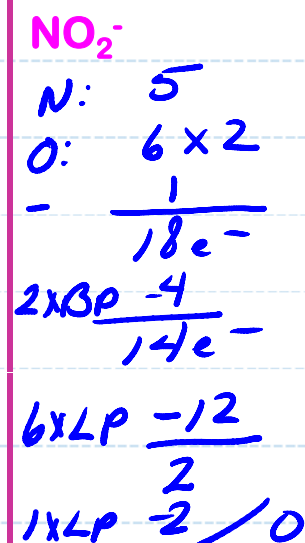 NO₂⁻
N: 5
O: 6 x 2
- 1
18e⁻
2xBP -4
14e⁻
6xLP -12
2
1xLP -2 / 0